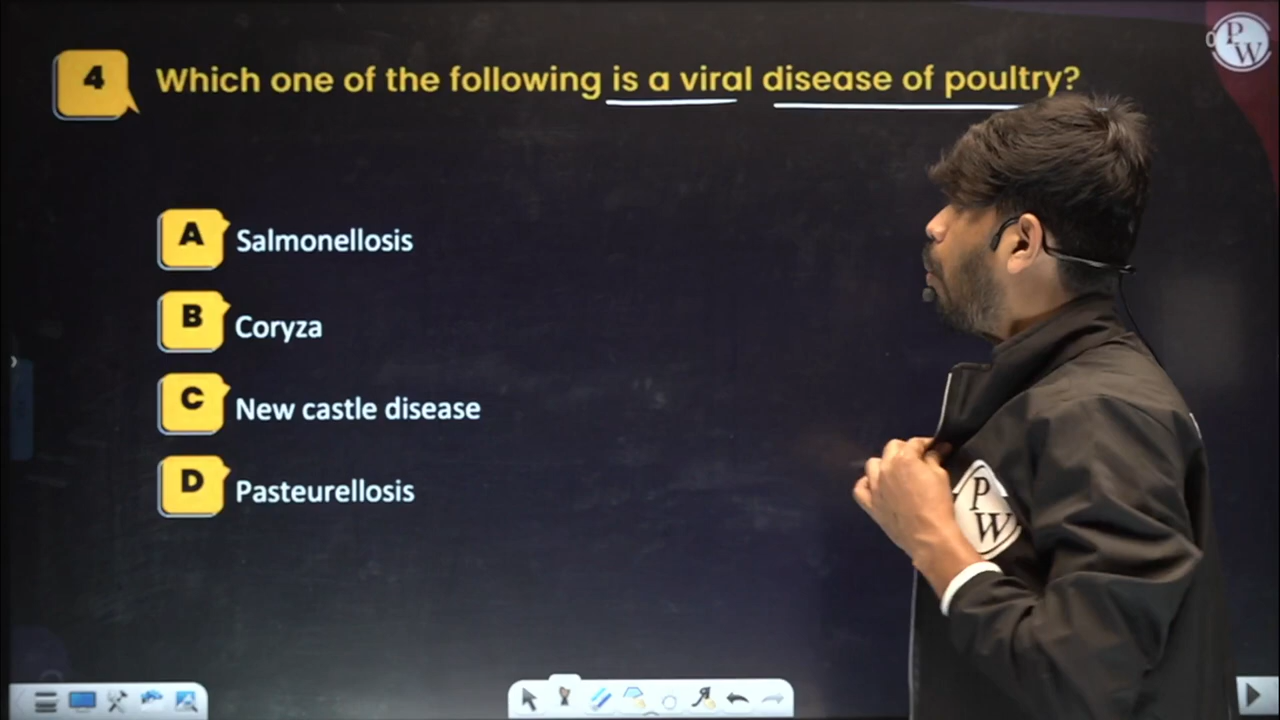 4 Which one of the following is a viral disease of poultry?
A Salmonellosis
B Coryza
C New castle disease
D Pasteurellosis
PW
PW